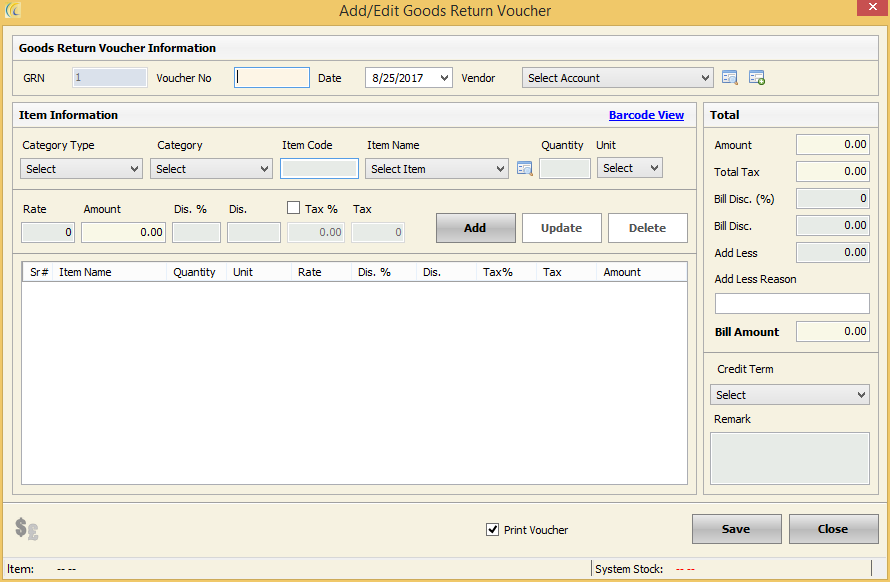 Add/Edit Goods Return Voucher
Goods Return Voucher Information
GRN 1 Voucher No Date 8/25/2017 Vendor Select Account
Item Information Barcode View
Category Type Category Item Code Item Name Quantity Unit
Select Select Select Item Select
Rate Amount Dis. % Dis. Tax % Tax
0 0.00 0.00 0 Add Update Delete
Sr# Item Name Quantity Unit Rate Dis. % Dis. Tax% Tax Amount
Total
Amount 0.00
Total Tax 0.00
Bill Disc. (%) 0
Bill Disc. 0.00
Add Less 0.00
Add Less Reason
Bill Amount 0.00
Credit Term
Select
Remark
$£ Print Voucher Save Close
Item: -- -- System Stock: -- --